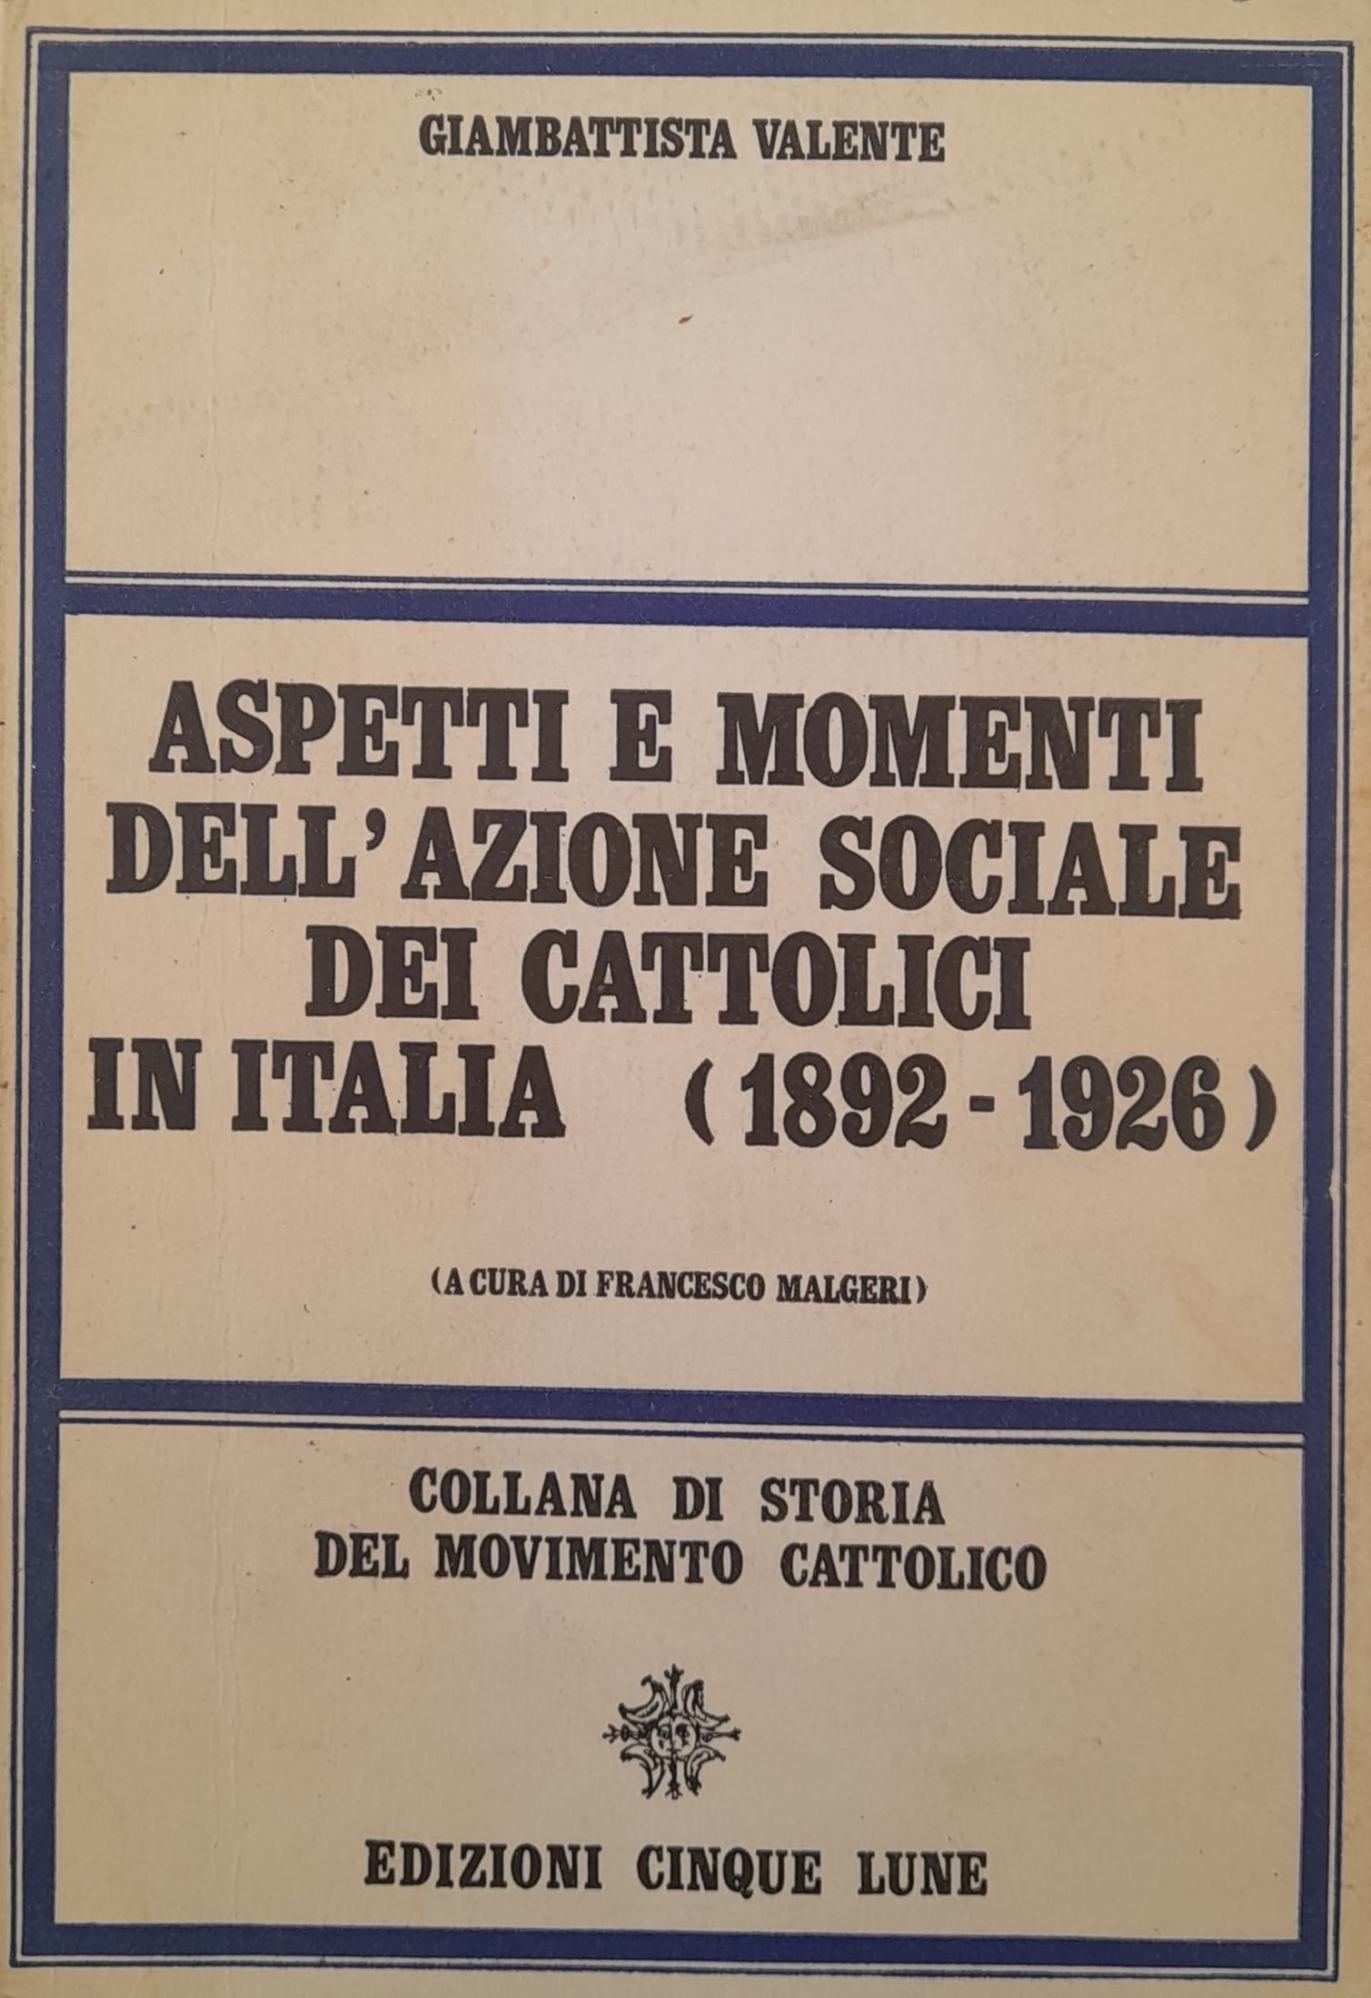 GIAMBATTISTA VALENTE
ASPETTI E MOMENTI
DELL'AZIONE SOCIALE
DEI CATTOLICI
IN ITALIA (1892-1926)
(A CURA DI FRANCESCO MALGERI)
COLLANA DI STORIA
DEL MOVIMENTO CATTOLICO
EDIZIONI CINQUE LUNE